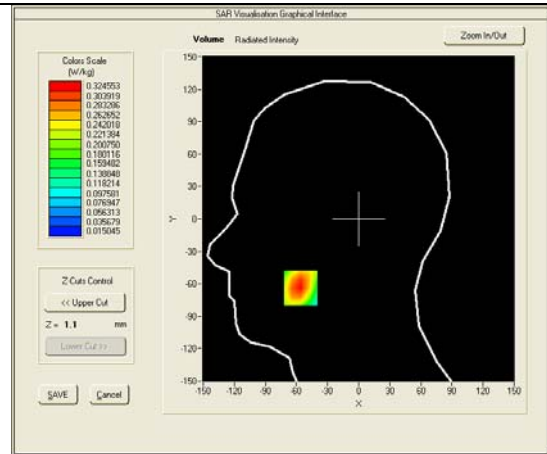 SAR Visualisation Graphical Interface
Volume Radiated Intensity
Zoom In/Out
Colors Scale
(W/kg)
0.324553
0.303919
0.283286
0.262652
0.242018
0.221384
0.200750
0.180116
0.159482
0.138848
0.118214
0.097581
0.076947
0.056313
0.035679
0.015045
Z Cuts Control
<< Upper Cut
Z = 1.1 mm
Lower Cut >>
SAVE Cancel
150
120
90
60
30
0
-30
-60
-90
-120
-150
Y
-150 -120 -90 -60 -30 0 30 60 90 120 150
X